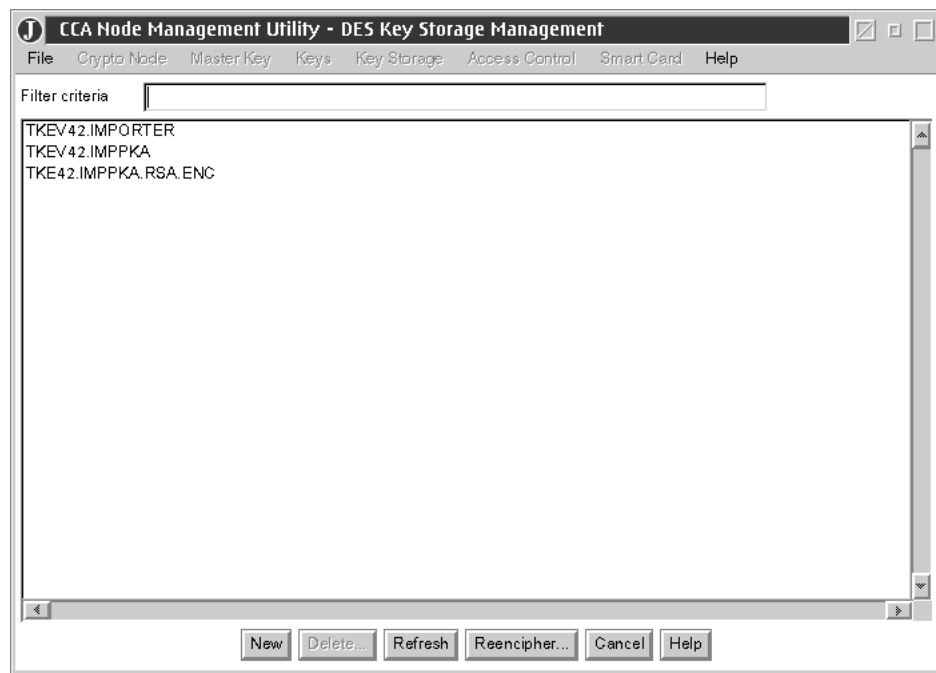 J CCA Node Management Utility - DES Key Storage Management
File Crypto Node Master Key Keys Key Storage Access Control Smart Card Help
Filter criteria
TKEV42.IMPORTER
TKEV42.IMPPKA
TKE42.IMPPKA.RSA.ENC
New Delete... Refresh Reencipher... Cancel Help